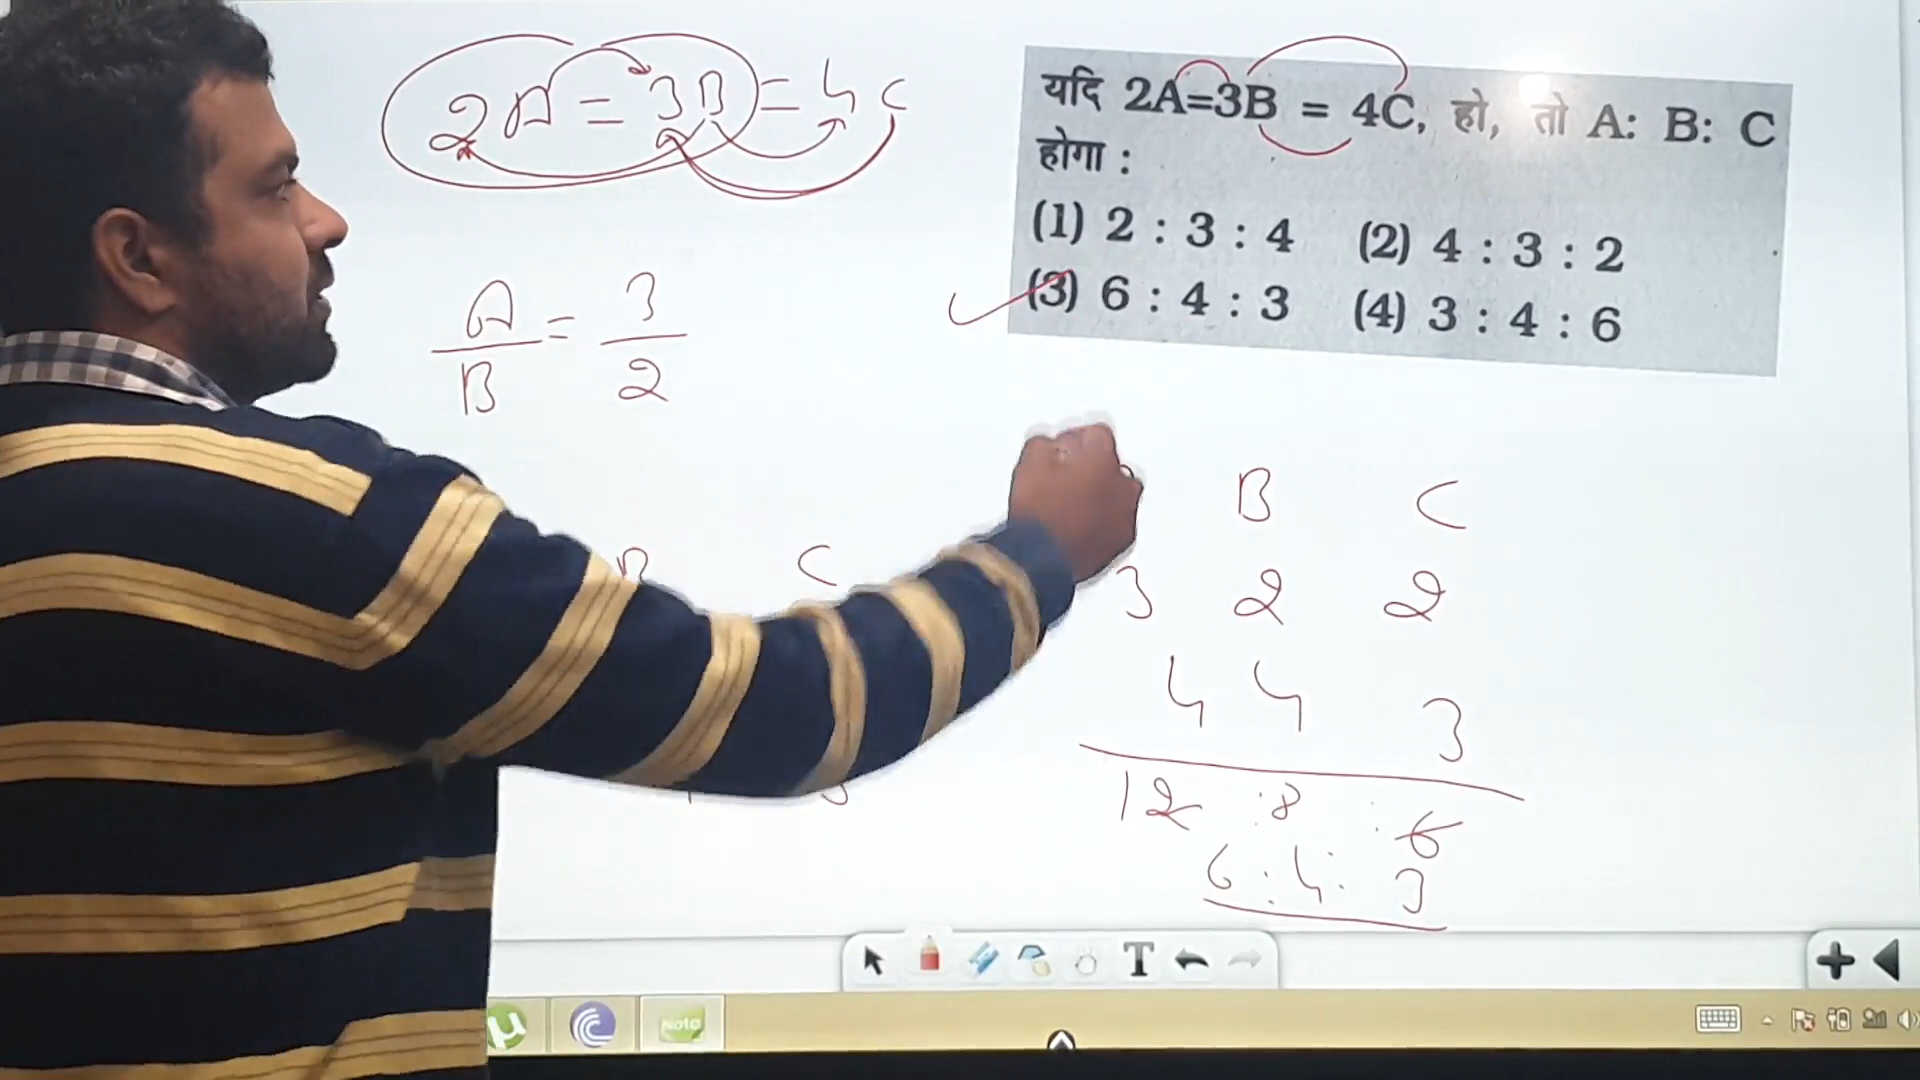 2A = 3B = 4C
यदि 2A=3B = 4C, हो, तो A: B: C
होगा :
(1) 2 : 3 : 4 (2) 4 : 3 : 2
(3) 6 : 4 : 3 (4) 3 : 4 : 6
A = 3
B 2
B C
B C
3 2 2
4 4 3
12 : 8 : 6
6 : 4 : 3
T
Note